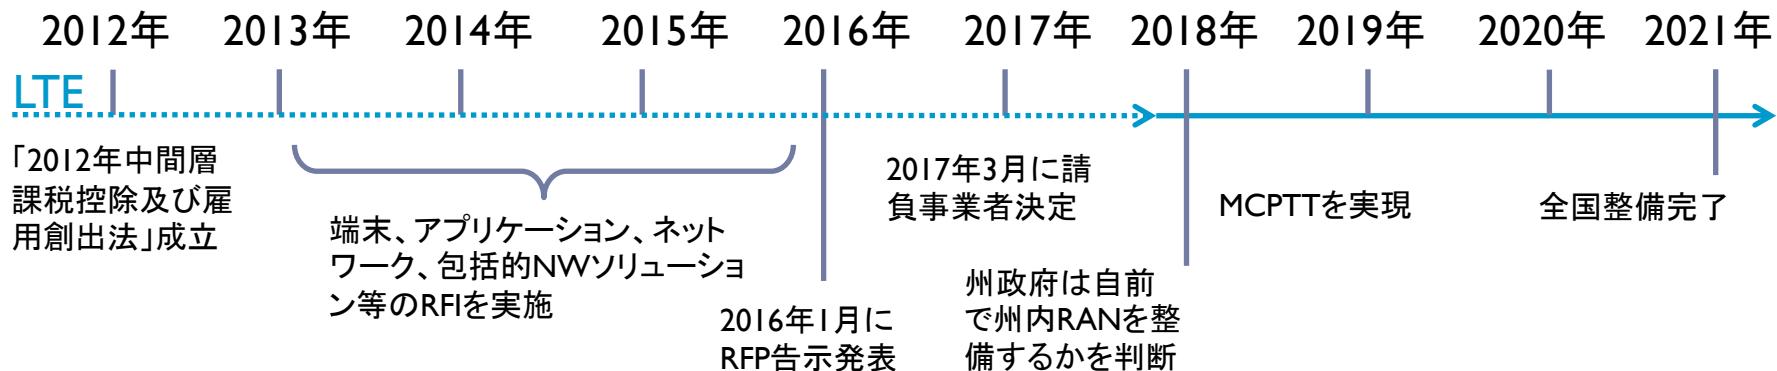 2012年 2013年 2014年 2015年 2016年 2017年 2018年 2019年 2020年 2021年
LTE
「2012年中間層
課税控除及び雇
用創出法」成立
端末、アプリケーション、ネット
ワーク、包括的NWソリューショ
ン等のRFIを実施
2016年1月に
RFP告示発表
2017年3月に請
負事業者決定
州政府は自前
で州内RANを整
備するかを判断
MCPTTを実現
全国整備完了